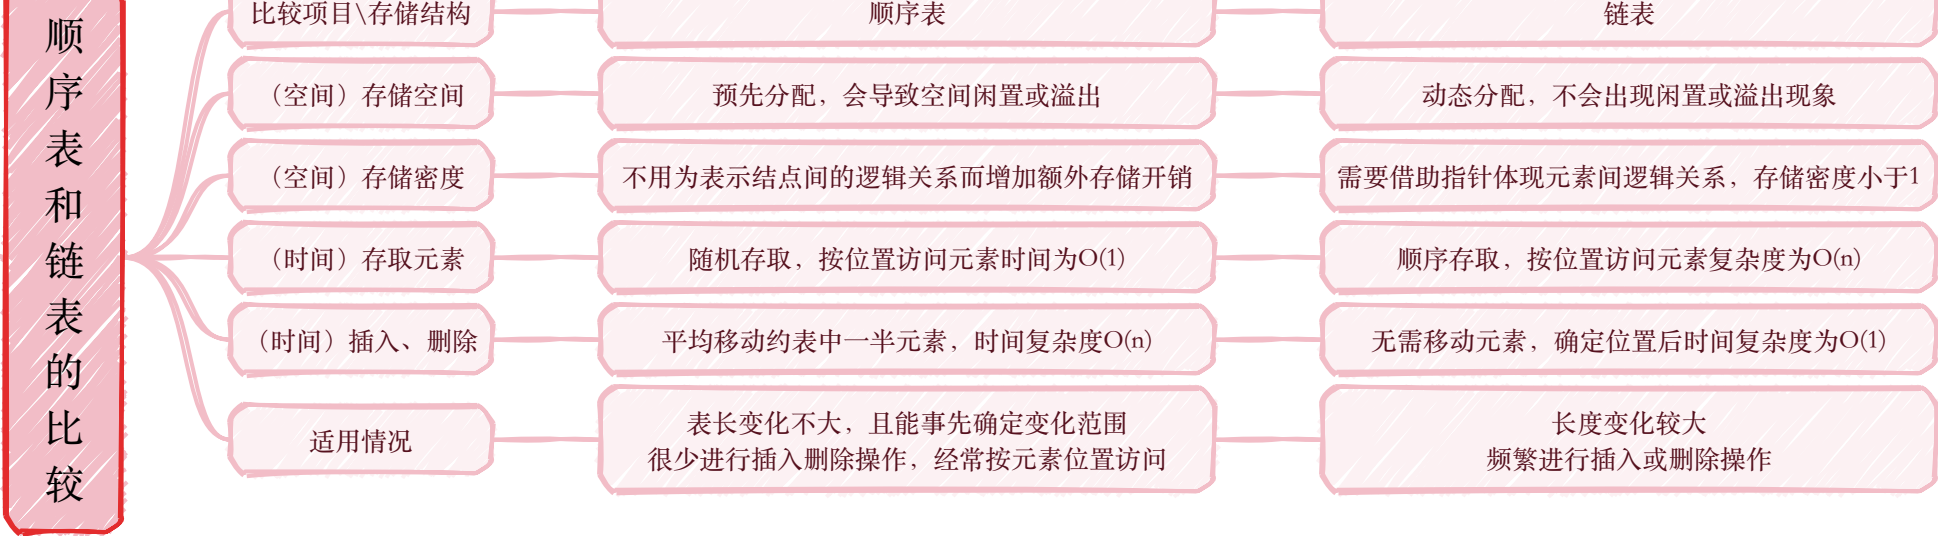 顺序表和链表的比较
比较项目\存储结构
顺序表
链表
（空间）存储空间
预先分配，会导致空间闲置或溢出
动态分配，不会出现闲置或溢出现象
（空间）存储密度
不用为表示结点间的逻辑关系而增加额外存储开销
需要借助指针体现元素间逻辑关系，存储密度小于1
（时间）存取元素
随机存取，按位置访问元素时间为O(1)
顺序存取，按位置访问元素复杂度为O(n)
（时间）插入、删除
平均移动约表中一半元素，时间复杂度O(n)
无需移动元素，确定位置后时间复杂度为O(1)
适用情况
表长变化不大，且能事先确定变化范围
很少进行插入删除操作，经常按元素位置访问
长度变化较大
频繁进行插入或删除操作